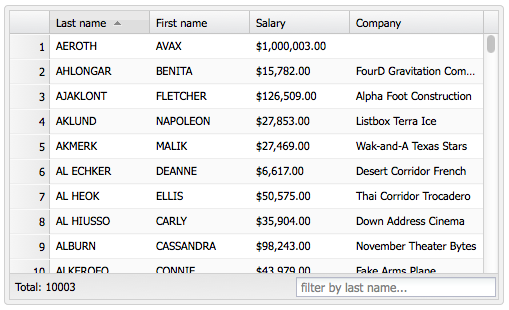 Last name First name Salary Company
1 AEROTH AVAX $1,000,003.00
2 AHLONGAR BENITA $15,782.00 FourD Gravitation Com...
3 AJAKLONT FLETCHER $126,509.00 Alpha Foot Construction
4 AKLUND NAPOLEON $27,853.00 Listbox Terra Ice
5 AKMERK MALIK $27,469.00 Wak-and-A Texas Stars
6 AL ECHKER DEANNE $6,617.00 Desert Corridor French
7 AL HEOK ELLIS $50,575.00 Thai Corridor Trocadero
8 AL HIUSSO CARLY $35,904.00 Down Address Cinema
9 ALBURN CASSANDRA $98,243.00 November Theater Bytes
10 ALKEROFO CONNIE $43,979.00 Fake Arms Plane
Total: 10003 filter by last name...